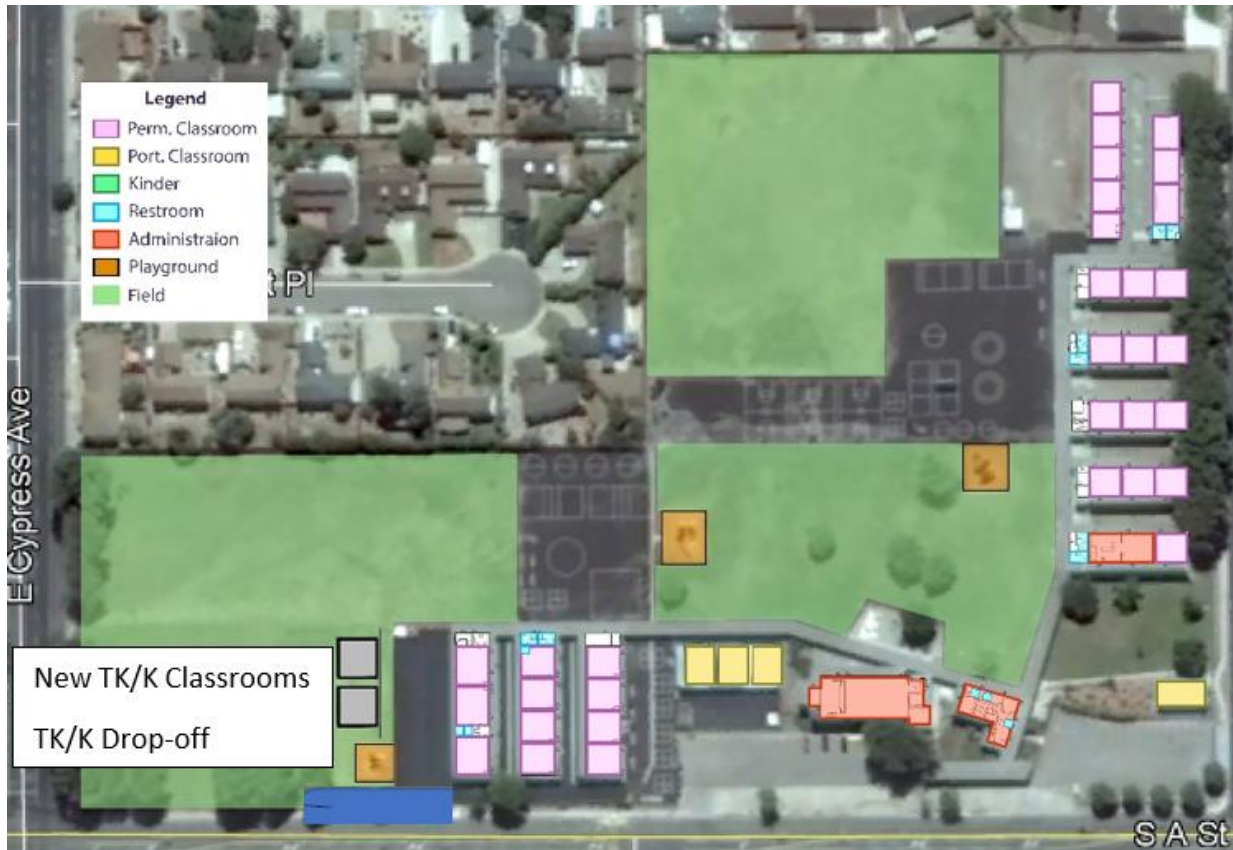 Legend
Perm. Classroom
Port. Classroom
Kinder
Restroom
Administraion
Playground
Field
t Pl
E Cypress Ave
New TK/K Classrooms
TK/K Drop-off
S A St